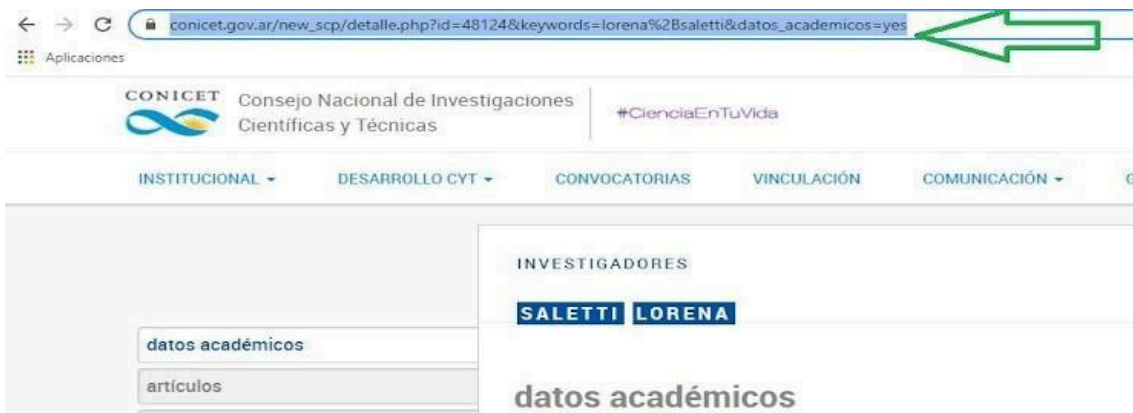 conicet.gov.ar/new_scp/detalle.php?id=48124&keywords=lorena%2Bsaletti&datos_academicos=yes
Aplicaciones
CONICET
Consejo Nacional de Investigaciones
Científicas y Técnicas
#CienciaEnTuVida
INSTITUCIONAL DESARROLLO CYT CONVOCATORIAS VINCULACIÓN COMUNICACIÓN
INVESTIGADORES
SALETTI LORENA
datos académicos
artículos
datos académicos